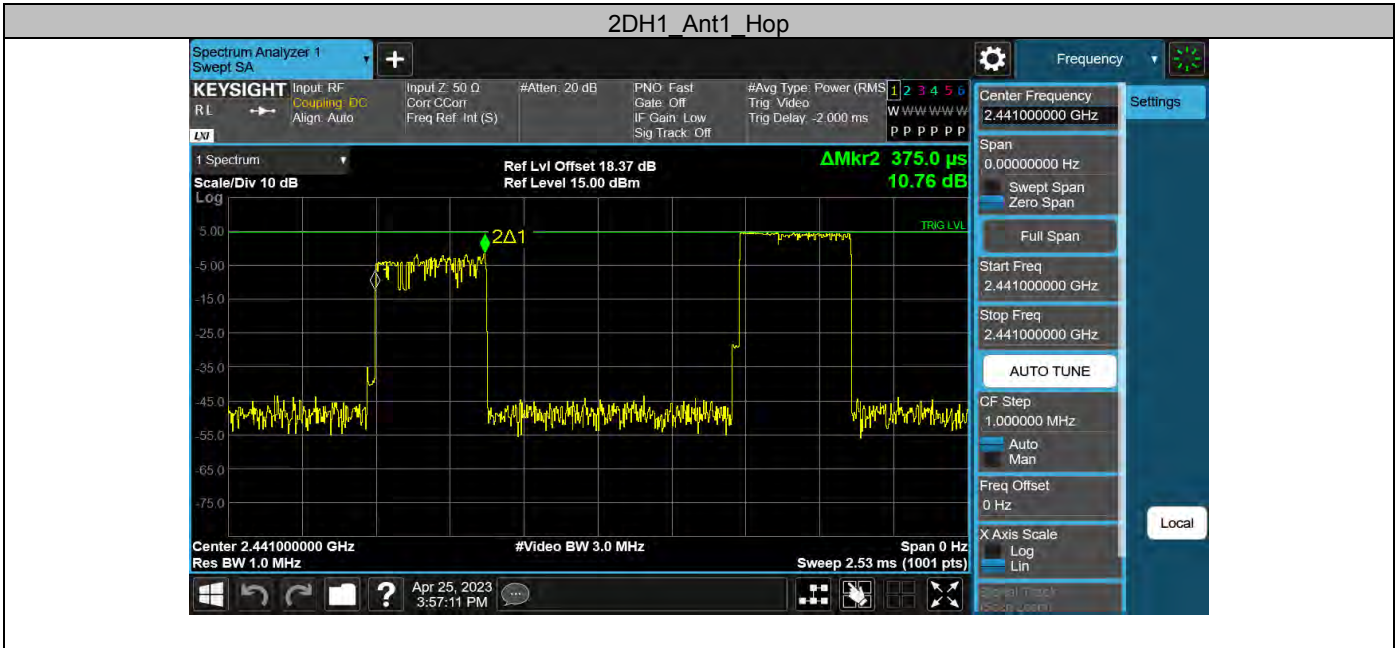 2DH1_Ant1_Hop
Spectrum Analyzer 1
Swept SA
Frequency
KEYSIGHT
RL
LXI
Input: RF
Coupling: DC
Align: Auto
Input Z: 50 Ω
Corr CCorr
Freq Ref: Int (S)
#Atten: 20 dB
PNO: Fast
Gate: Off
IF Gain: Low
Sig Track: Off
#Avg Type: Power (RMS
Trig: Video
Trig Delay: -2.000 ms
1 2 3 4 5 6
W W W W W W
P P P P P P
Center Frequency
2.441000000 GHz
Settings
Span
0.00000000 Hz
Swept Span
Zero Span
Full Span
Start Freq
2.441000000 GHz
Stop Freq
2.441000000 GHz
AUTO TUNE
CF Step
1.000000 MHz
Auto
Man
Freq Offset
0 Hz
X Axis Scale
Log
Lin
Local
1 Spectrum
Scale/Div 10 dB
Log
Ref Lvl Offset 18.37 dB
Ref Level 15.00 dBm
ΔMkr2 375.0 µs
10.76 dB
TRIG LVL
2Δ1
5.00
-5.00
-15.0
-25.0
-35.0
-45.0
-55.0
-65.0
-75.0
Center 2.441000000 GHz
Res BW 1.0 MHz
#Video BW 3.0 MHz
Span 0 Hz
Sweep 2.53 ms (1001 pts)
?
Apr 25, 2023
3:57:11 PM